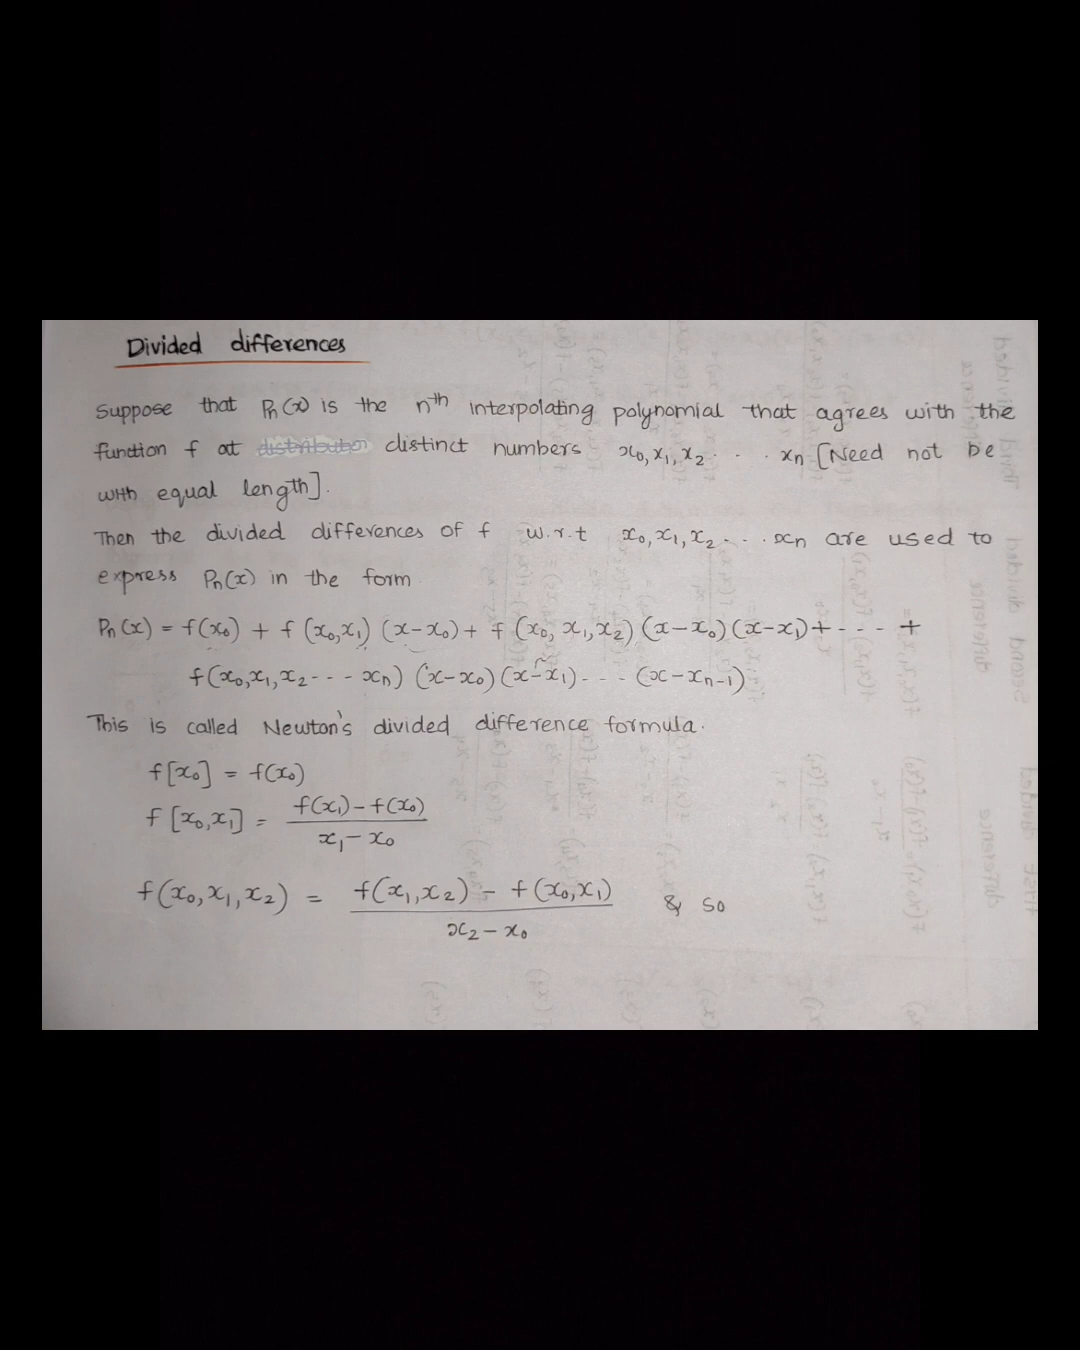 Divided differences
Suppose that Pn(x) is the nth interpolating polynomial that agrees with the
function f at distinct numbers x0, x1, x2 . . . xn [Need not be
with equal length].
Then the divided differences of f w.r.t x0, x1, x2 - . . xn are used to
express Pn(x) in the form
Pn(x) = f(x0) + f(x0,x1) (x-x0) + f(x0, x1, x2) (x-x0) (x-x1) + - - - +
f(x0,x1,x2 - - - xn) (x-x0) (x-x1) - - - (x-xn-1)
This is called Newton's divided difference formula.
f[x0] = f(x0)
f[x0,x1] = f(x1) - f(x0) / x1 - x0
f(x0,x1,x2) = f(x1,x2) - f(x0,x1) / x2 - x0 & so